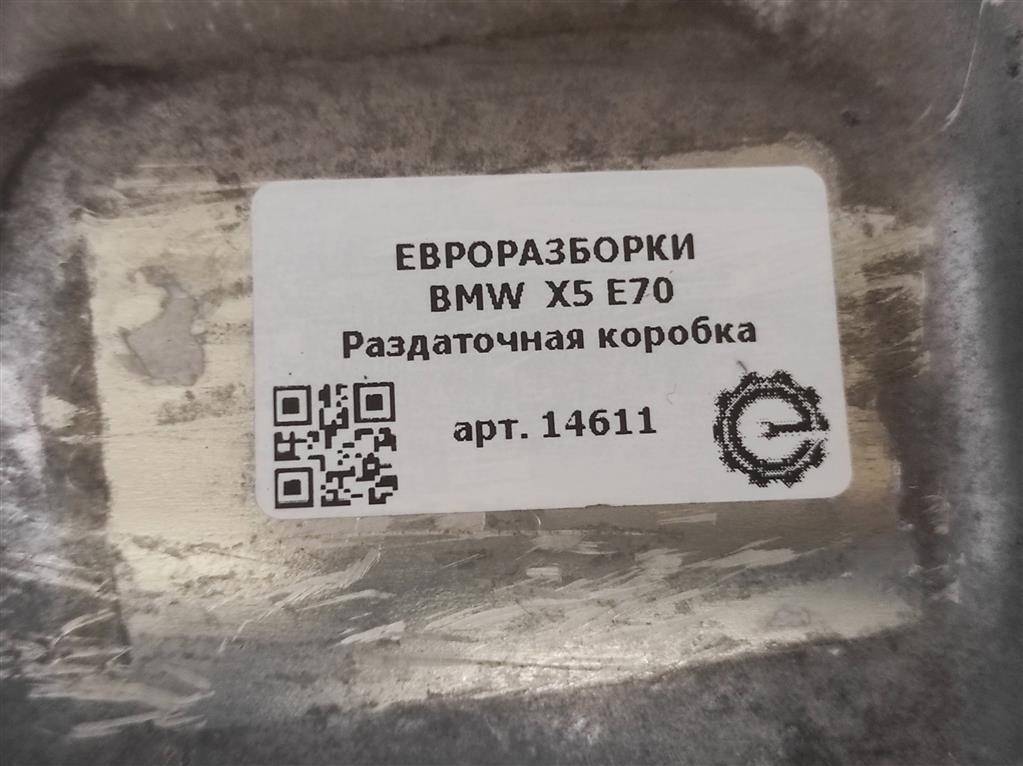 ЕВРОРАЗБОРКИ
BMW X5 E70
Раздаточная коробка
арт. 14611